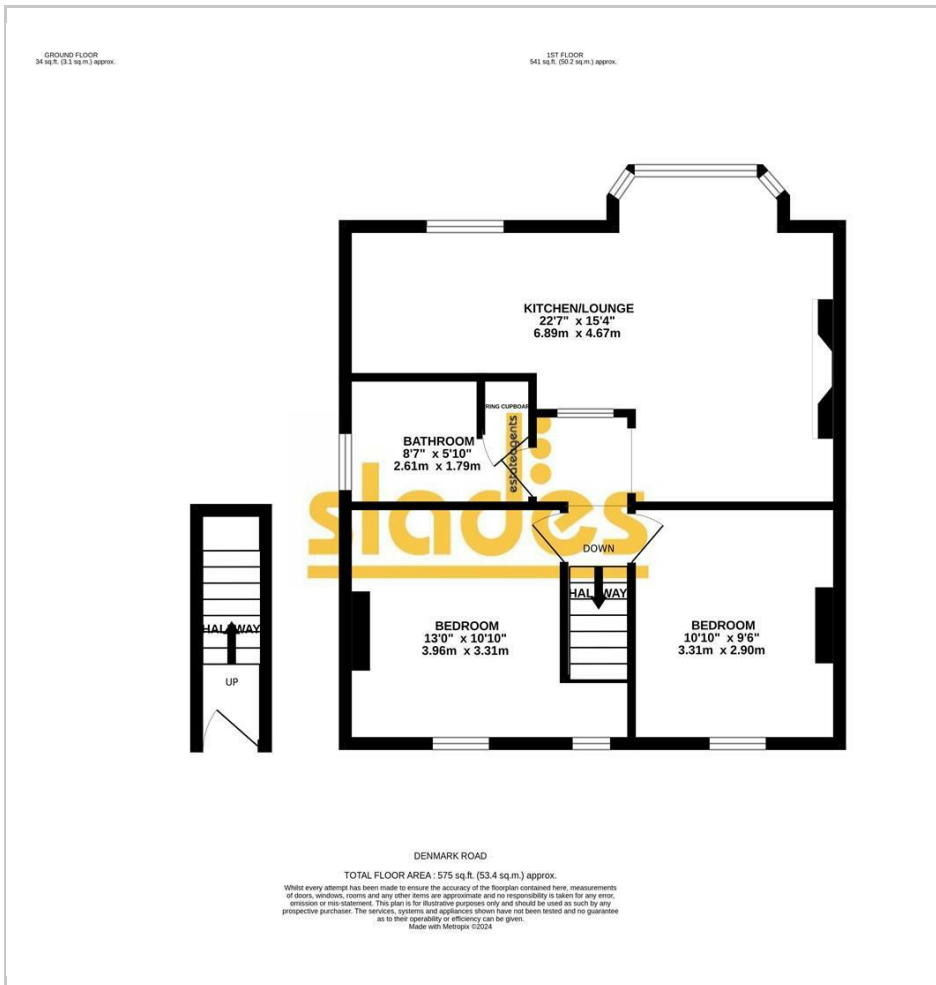 GROUND FLOOR
34 sq.ft. (3.1 sq.m.) approx.
1ST FLOOR
541 sq.ft. (50.2 sq.m.) approx.
KITCHEN/LOUNGE
22'7" x 15'4"
6.89m x 4.67m
RING CUPBOAR
BATHROOM
8'7" x 5'10"
2.61m x 1.79m
estateagents
slades
DOWN
HALLWAY
BEDROOM
13'0" x 10'10"
3.96m x 3.31m
BEDROOM
10'10" x 9'6"
3.31m x 2.90m
HALLWAY
UP
DENMARK ROAD
TOTAL FLOOR AREA : 575 sq.ft. (53.4 sq.m.) approx.
Whilst every attempt has been made to ensure the accuracy of the floorplan contained here, measurements
of doors, windows, rooms and any other items are approximate and no responsibility is taken for any error,
omission or mis-statement. This plan is for illustrative purposes only and should be used as such by any
prospective purchaser. The services, systems and appliances shown have not been tested and no guarantee
as to their operability or efficiency can be given.
Made with Metropix ©2024